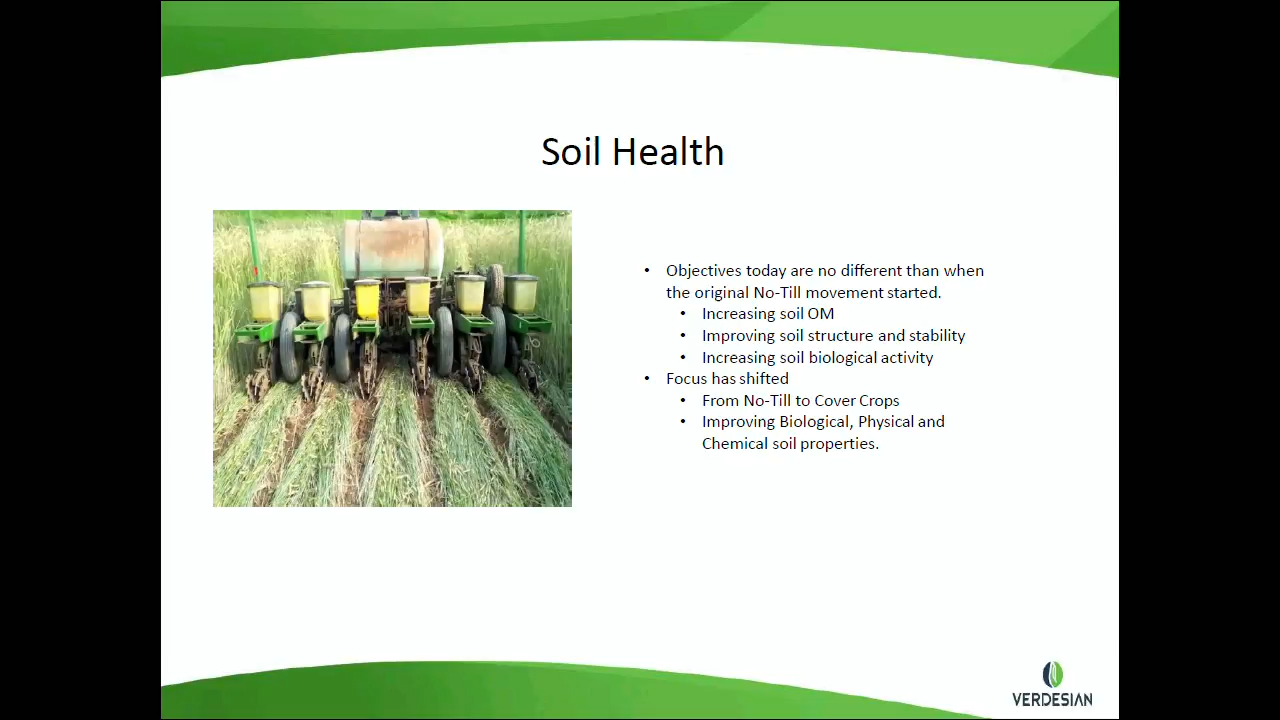 Soil Health
• Objectives today are no different than when
the original No-Till movement started.
• Increasing soil OM
• Improving soil structure and stability
• Increasing soil biological activity
• Focus has shifted
• From No-Till to Cover Crops
• Improving Biological, Physical and
Chemical soil properties.
VERDESIAN